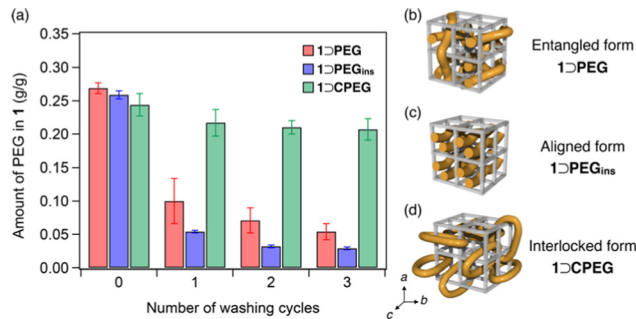 (a)
0.35
0.30
0.25
0.20
0.15
0.10
0.05
0.00
Amount of PEG in 1 (g/g)
1⊃PEG
1⊃PEGins
1⊃CPEG
0 1 2 3
Number of washing cycles
(b)
Entangled form
1⊃PEG
(c)
Aligned form
1⊃PEGins
(d)
Interlocked form
1⊃CPEG
a
b
c